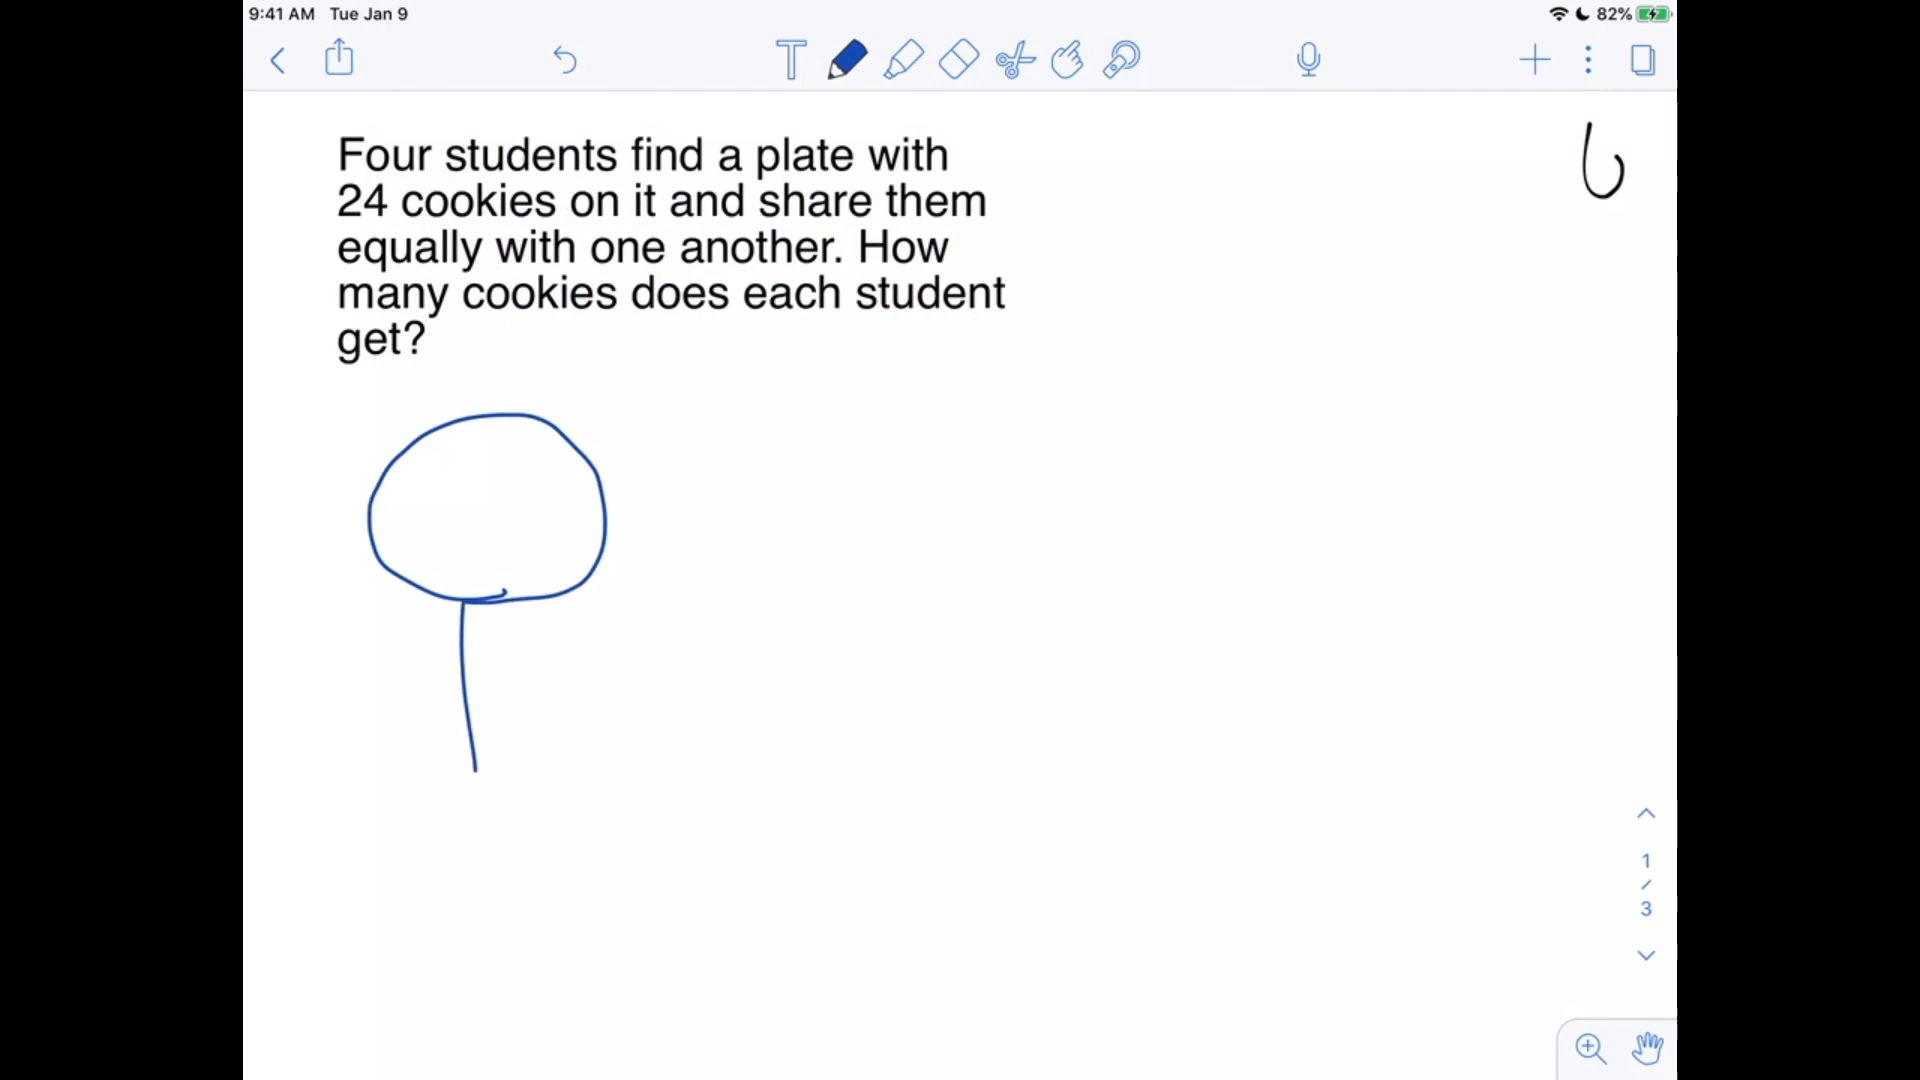 9:41 AM Tue Jan 9
82%
T
Four students find a plate with
24 cookies on it and share them
equally with one another. How
many cookies does each student
get?
6
1
/
3